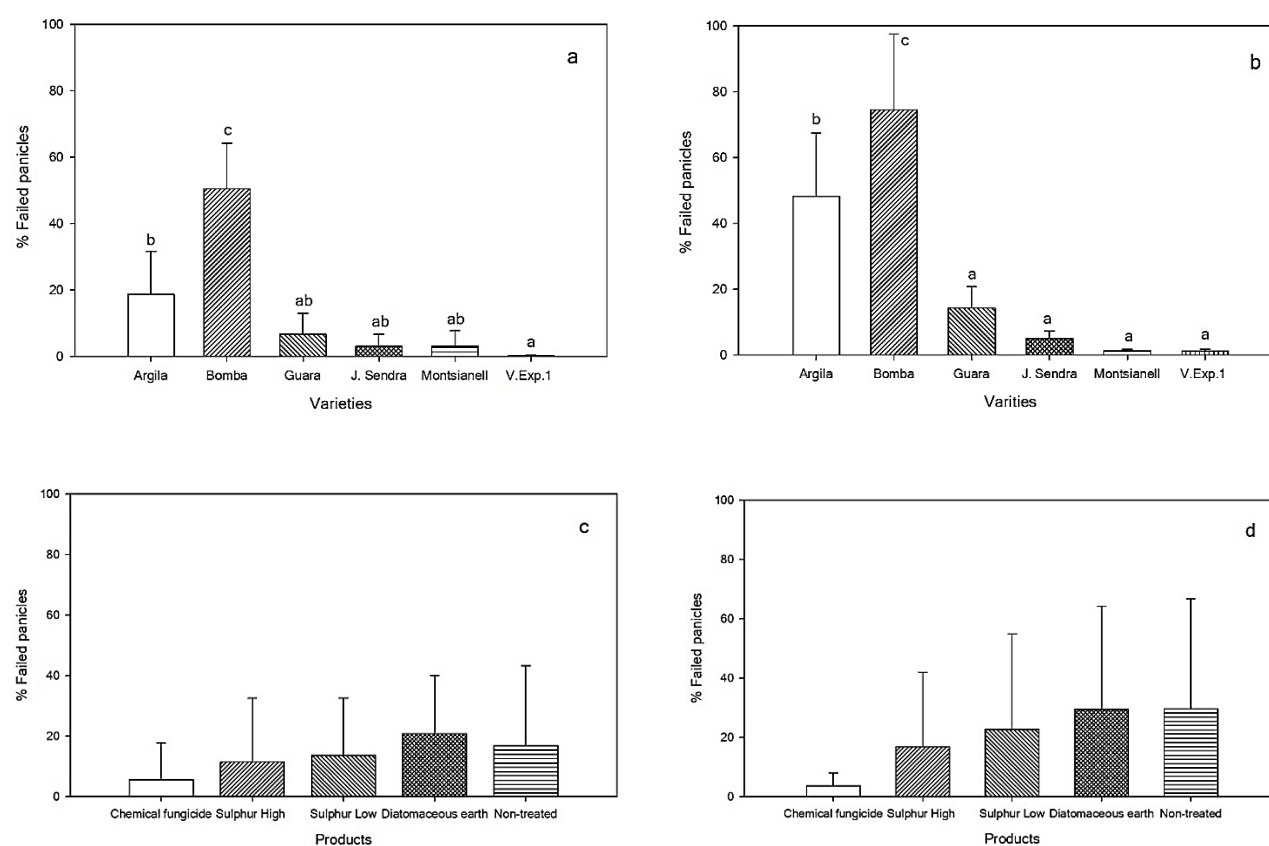 100
80
60
40
20
0
% Failed panicles
a
b
c
ab
ab
ab
a
Argila Bomba Guara J. Sendra Montsianell V.Exp.1
Varieties
100
80
60
40
20
0
% Failed panicles
b
c
b
a
a
a
a
Argila Bomba Guara J. Sendra Montsianell V.Exp.1
Varities
100
80
60
40
20
0
% Failed panicles
c
Chemical fungicide Sulphur High Sulphur Low Diatomaceous earth Non-treated
Products
100
80
60
40
20
0
% Failed panicles
d
Chemical fungicide Sulphur High Sulphur Low Diatomaceous earth Non-treated
Products